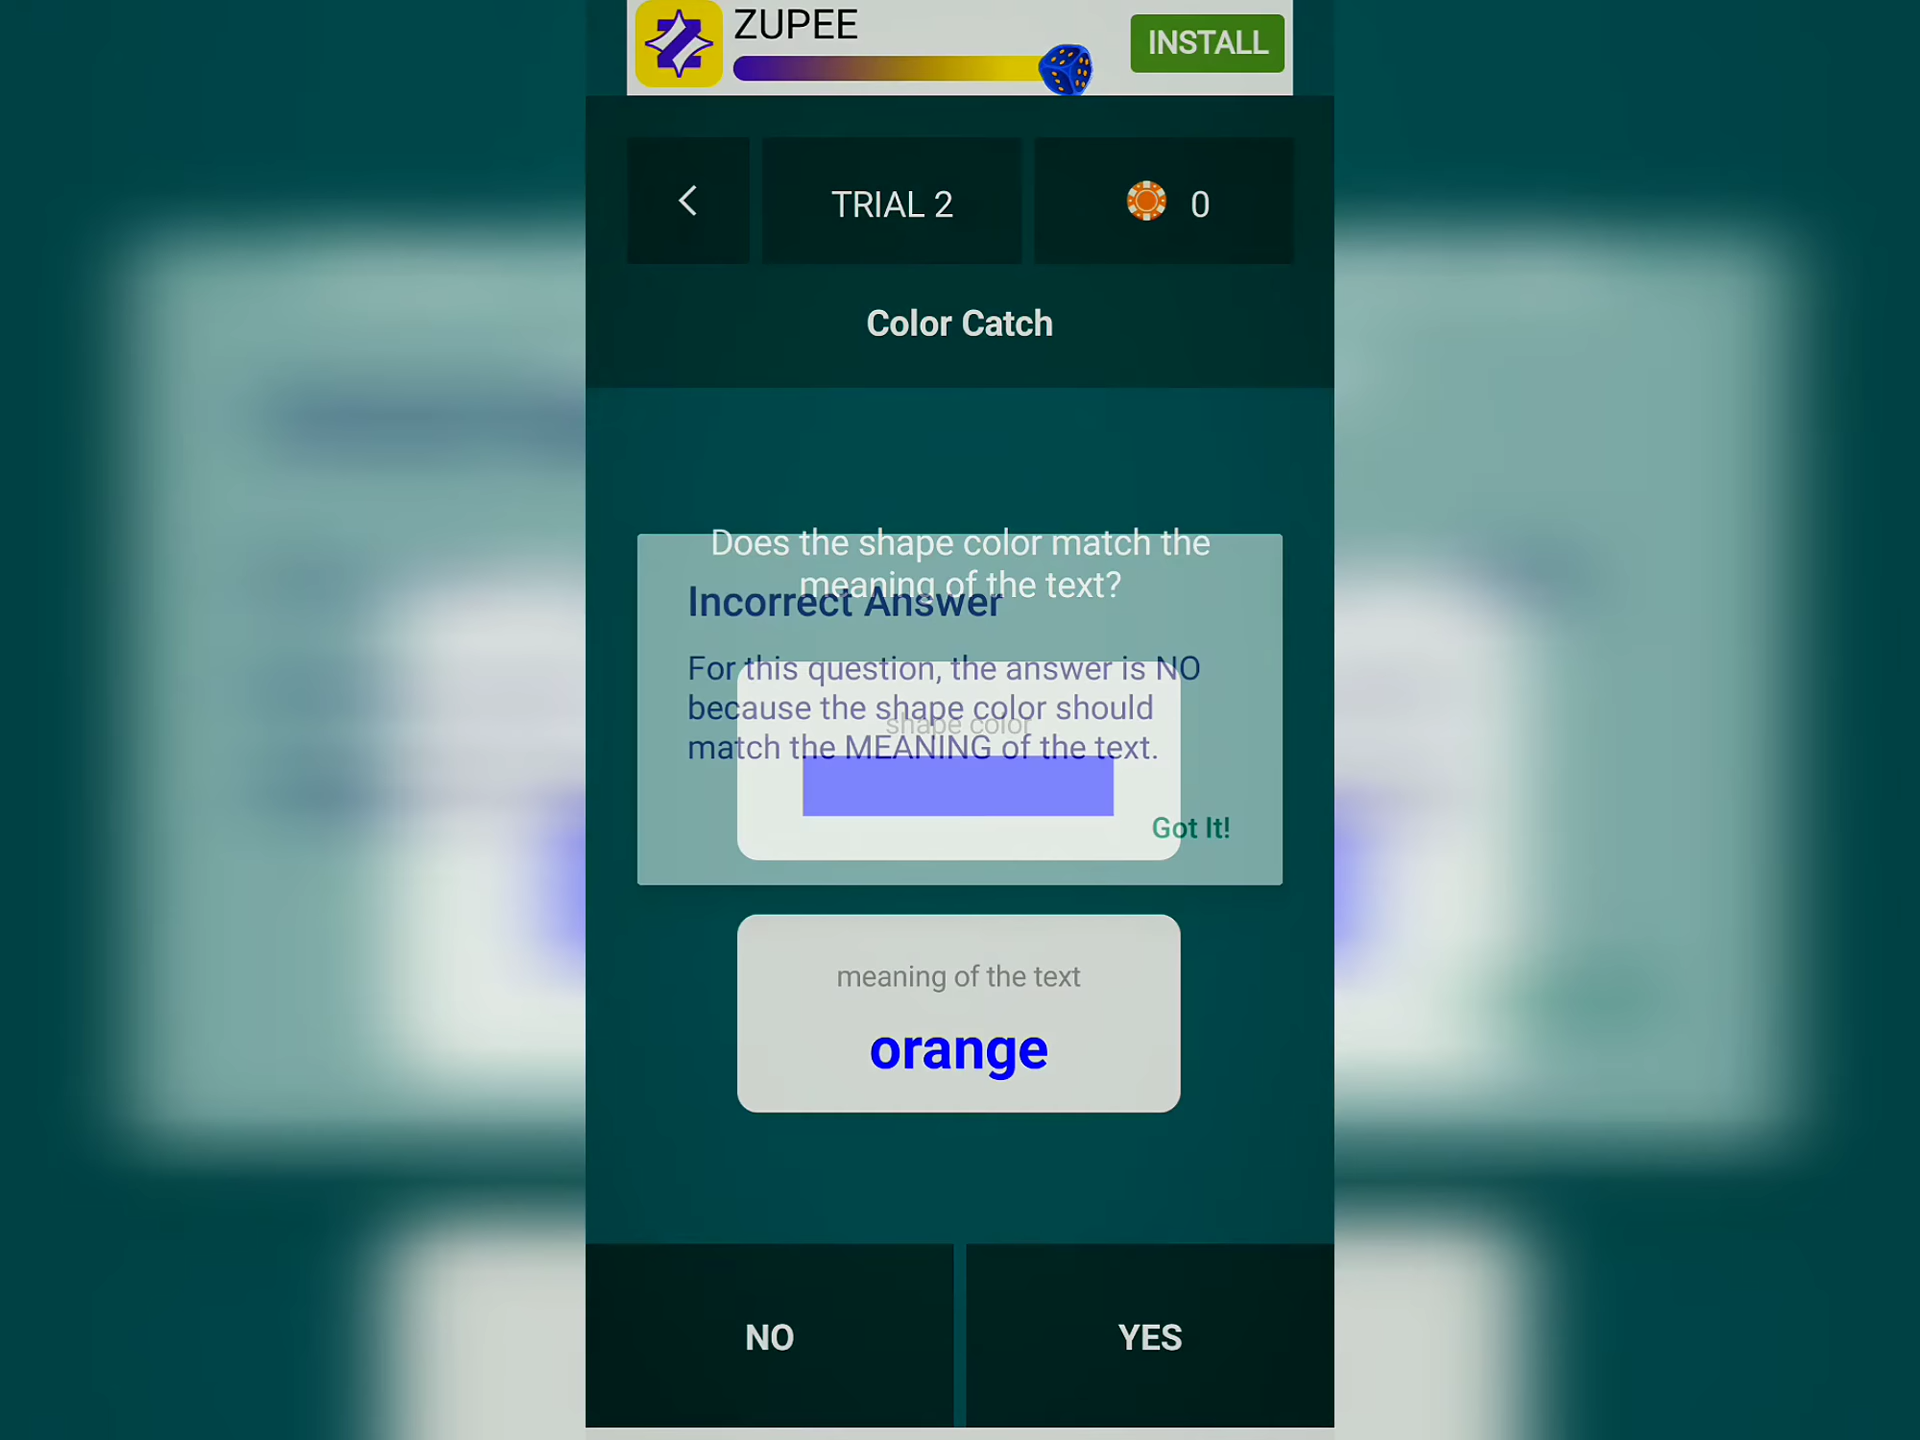 ZUPEE
INSTALL
TRIAL 2
0
Color Catch
Does the shape color match the
meaning of the text?
Incorrect Answer
For this question, the answer is NO
because the shape color should
match the MEANING of the text.
shape color
Got It!
meaning of the text
orange
NO
YES